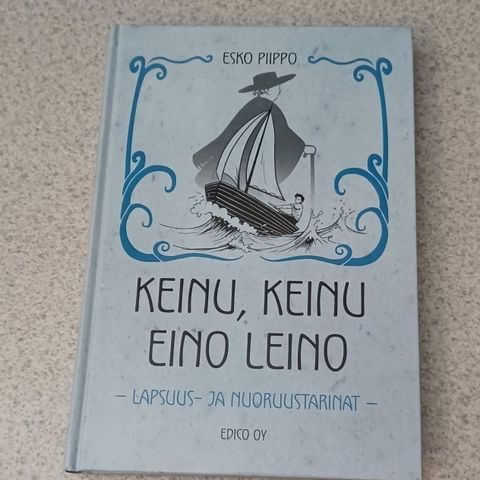 ESKO PIIPPO
KEINU, KEINU
EINO LEINO
– LAPSUUS- JA NUORUUSTARINAT –
EDICO OY